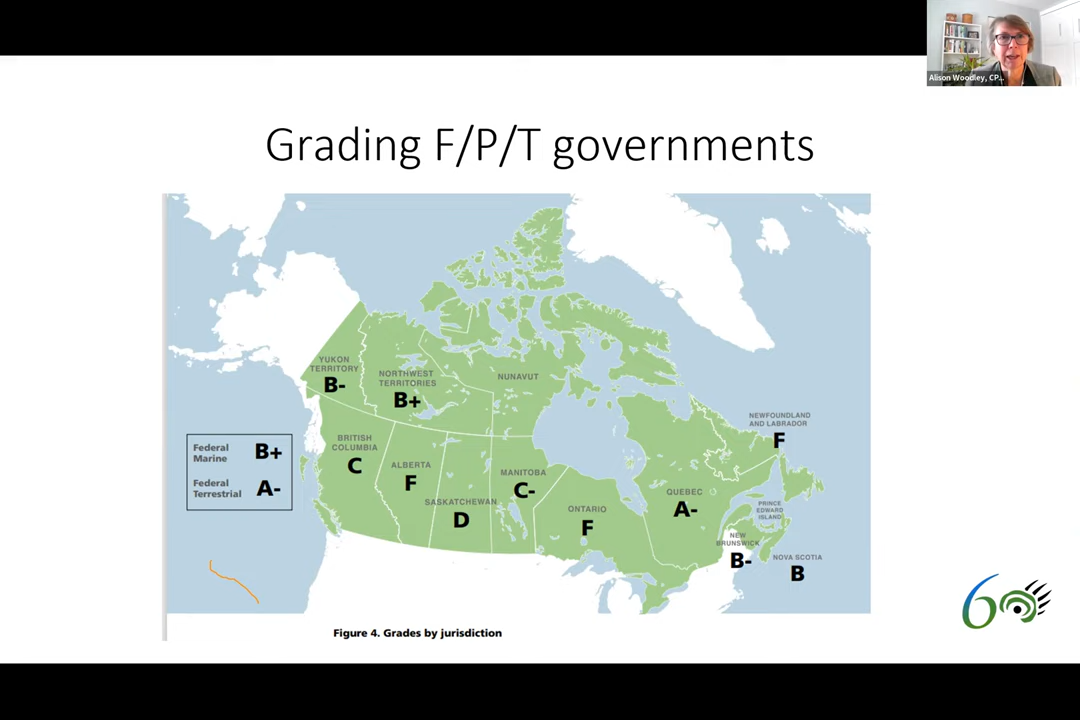 Alison Woodley, CP...
Grading F/P/T governments
YUKON
TERRITORY
B-
NORTHWEST
TERRITORIES
B+
NUNAVUT
NEWFOUNDLAND
AND LABRADOR
F
Federal
Marine
B+
Federal
Terrestrial
A-
BRITISH
COLUMBIA
C
ALBERTA
F
SASKATCHEWAN
D
MANITOBA
C-
ONTARIO
F
QUEBEC
A-
PRINCE
EDWARD
ISLAND
NEW
BRUNSWICK
B-
NOVA SCOTIA
B
60
Figure 4. Grades by jurisdiction